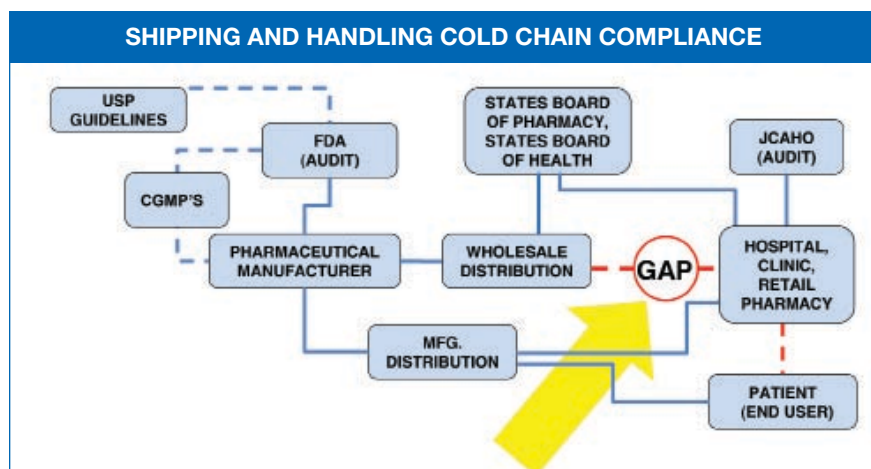 SHIPPING AND HANDLING COLD CHAIN COMPLIANCE
USP
GUIDELINES
FDA
(AUDIT)
STATES BOARD
OF PHARMACY,
STATES BOARD
OF HEALTH
JCAHO
(AUDIT)
CGMP'S
PHARMACEUTICAL
MANUFACTURER
WHOLESALE
DISTRIBUTION
GAP
HOSPITAL,
CLINIC,
RETAIL
PHARMACY
MFG.
DISTRIBUTION
PATIENT
(END USER)